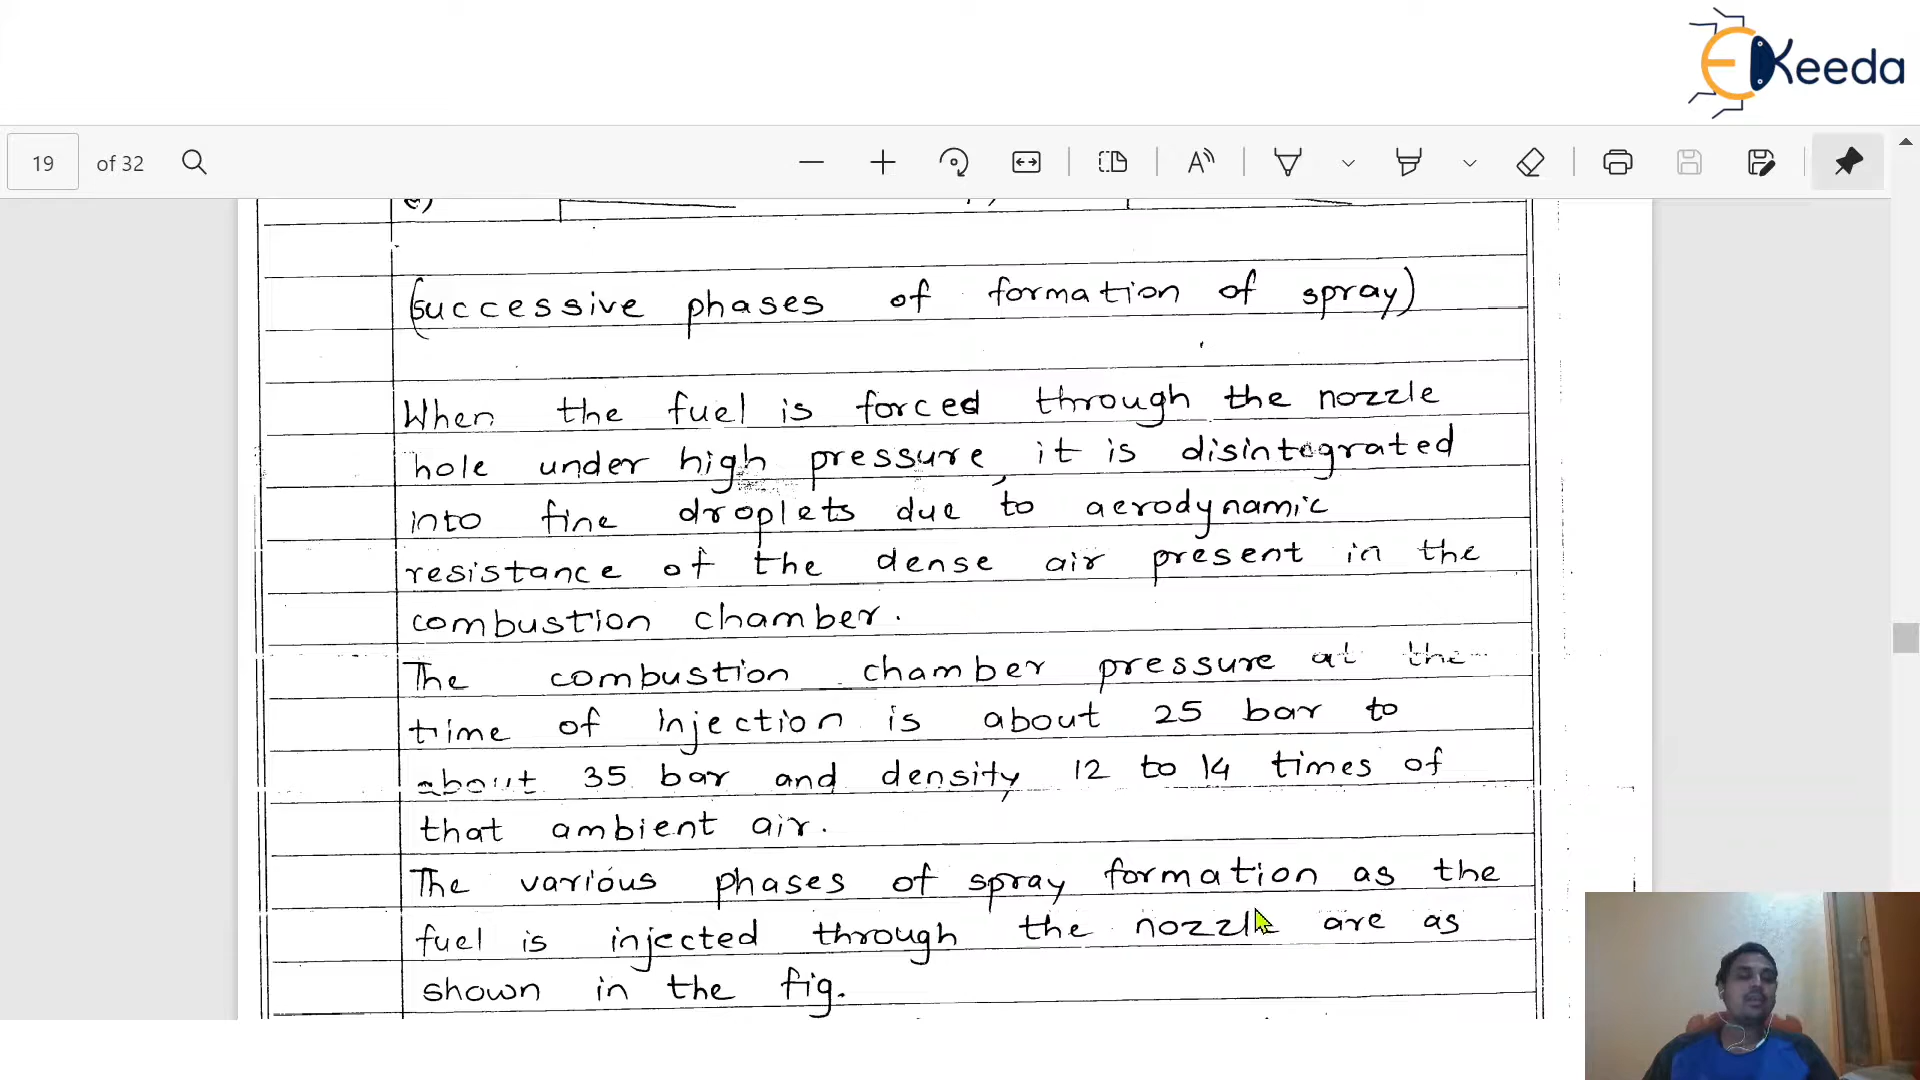 EKeeda
19 of 32
e)
(Successive phases of formation of spray)
When the fuel is forced through the nozzle
hole under high pressure, it is disintegrated
into fine droplets due to aerodynamic
resistance of the dense air present in the
combustion chamber.
The combustion chamber pressure at the
time of injection is about 25 bar to
about 35 bar and density 12 to 14 times of
that ambient air.
The various phases of spray formation as the
fuel is injected through the nozzle are as
shown in the fig.